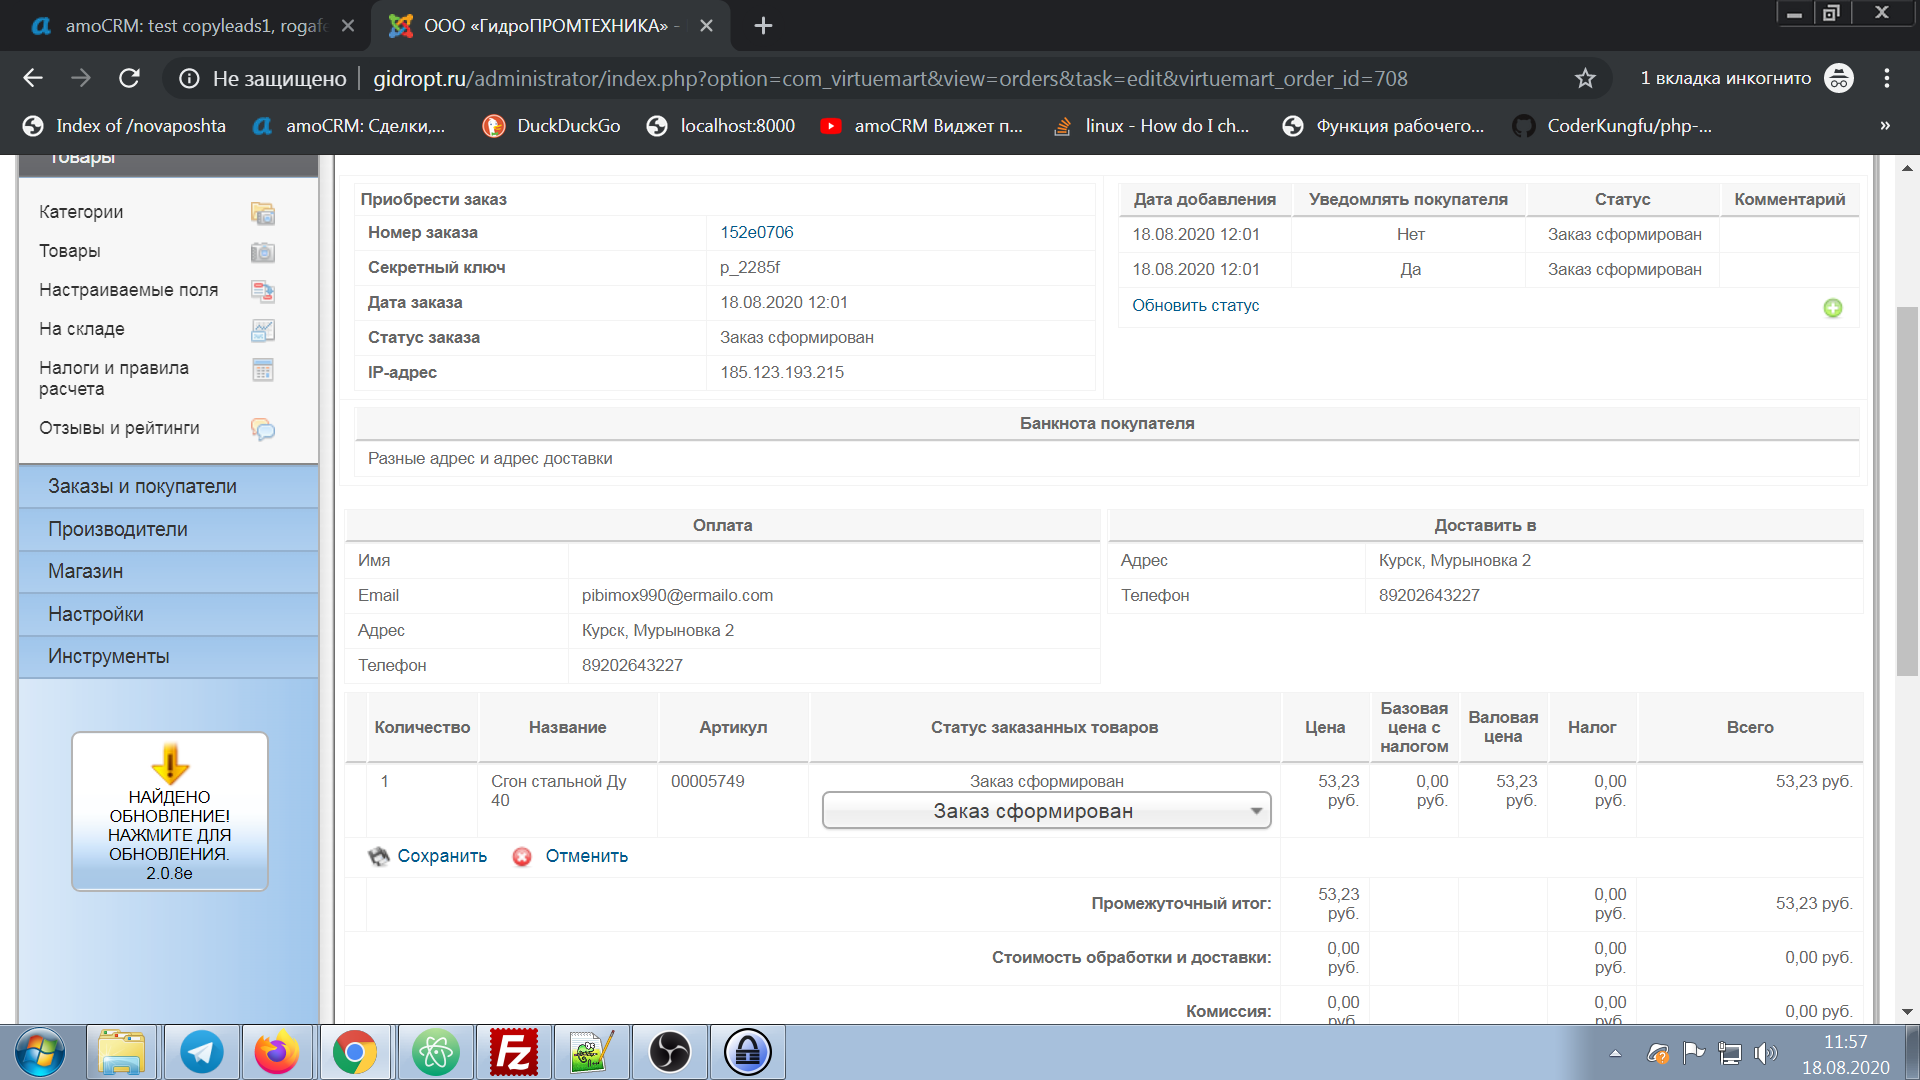 amoCRM: test copyleads1, rogafe
ООО «ГидроПРОМТЕХНИКА» -
Не защищено
gidropt.ru/administrator/index.php?option=com_virtuemart&view=orders&task=edit&virtuemart_order_id=708
1 вкладка инкогнито
Index of /novaposhta
amoCRM: Сделки,...
DuckDuckGo
localhost:8000
amoCRM Виджет п...
linux - How do I ch...
Функция рабочего...
CoderKungfu/php-...
»
Товары
Категории
Товары
Настраиваемые поля
На складе
Налоги и правила
расчета
Отзывы и рейтинги
Заказы и покупатели
Производители
Магазин
Настройки
Инструменты
НАЙДЕНО
ОБНОВЛЕНИЕ!
НАЖМИТЕ ДЛЯ
ОБНОВЛЕНИЯ.
2.0.8e
Приобрести заказ
Номер заказа 152e0706
Секретный ключ p_2285f
Дата заказа 18.08.2020 12:01
Статус заказа Заказ сформирован
IP-адрес 185.123.193.215
Дата добавления Уведомлять покупателя Статус Комментарий
18.08.2020 12:01 Нет Заказ сформирован
18.08.2020 12:01 Да Заказ сформирован
Обновить статус
Банкнота покупателя
Разные адрес и адрес доставки
Оплата
Имя
Email pibimox990@ermailo.com
Адрес Курск, Мурыновка 2
Телефон 89202643227
Доставить в
Адрес Курск, Мурыновка 2
Телефон 89202643227
Количество Название Артикул Статус заказанных товаров Цена Базовая цена с налогом Валовая цена Налог Всего
1 Сгон стальной Ду 40 00005749 Заказ сформирован 53,23 руб. 0,00 руб. 53,23 руб. 0,00 руб. 53,23 руб.
Заказ сформирован
Сохранить Отменить
Промежуточный итог: 53,23 руб. 0,00 руб. 53,23 руб.
Стоимость обработки и доставки: 0,00 руб. 0,00 руб. 0,00 руб.
Комиссия: 0,00 руб. 0,00 руб. 0,00 руб.
11:57
18.08.2020